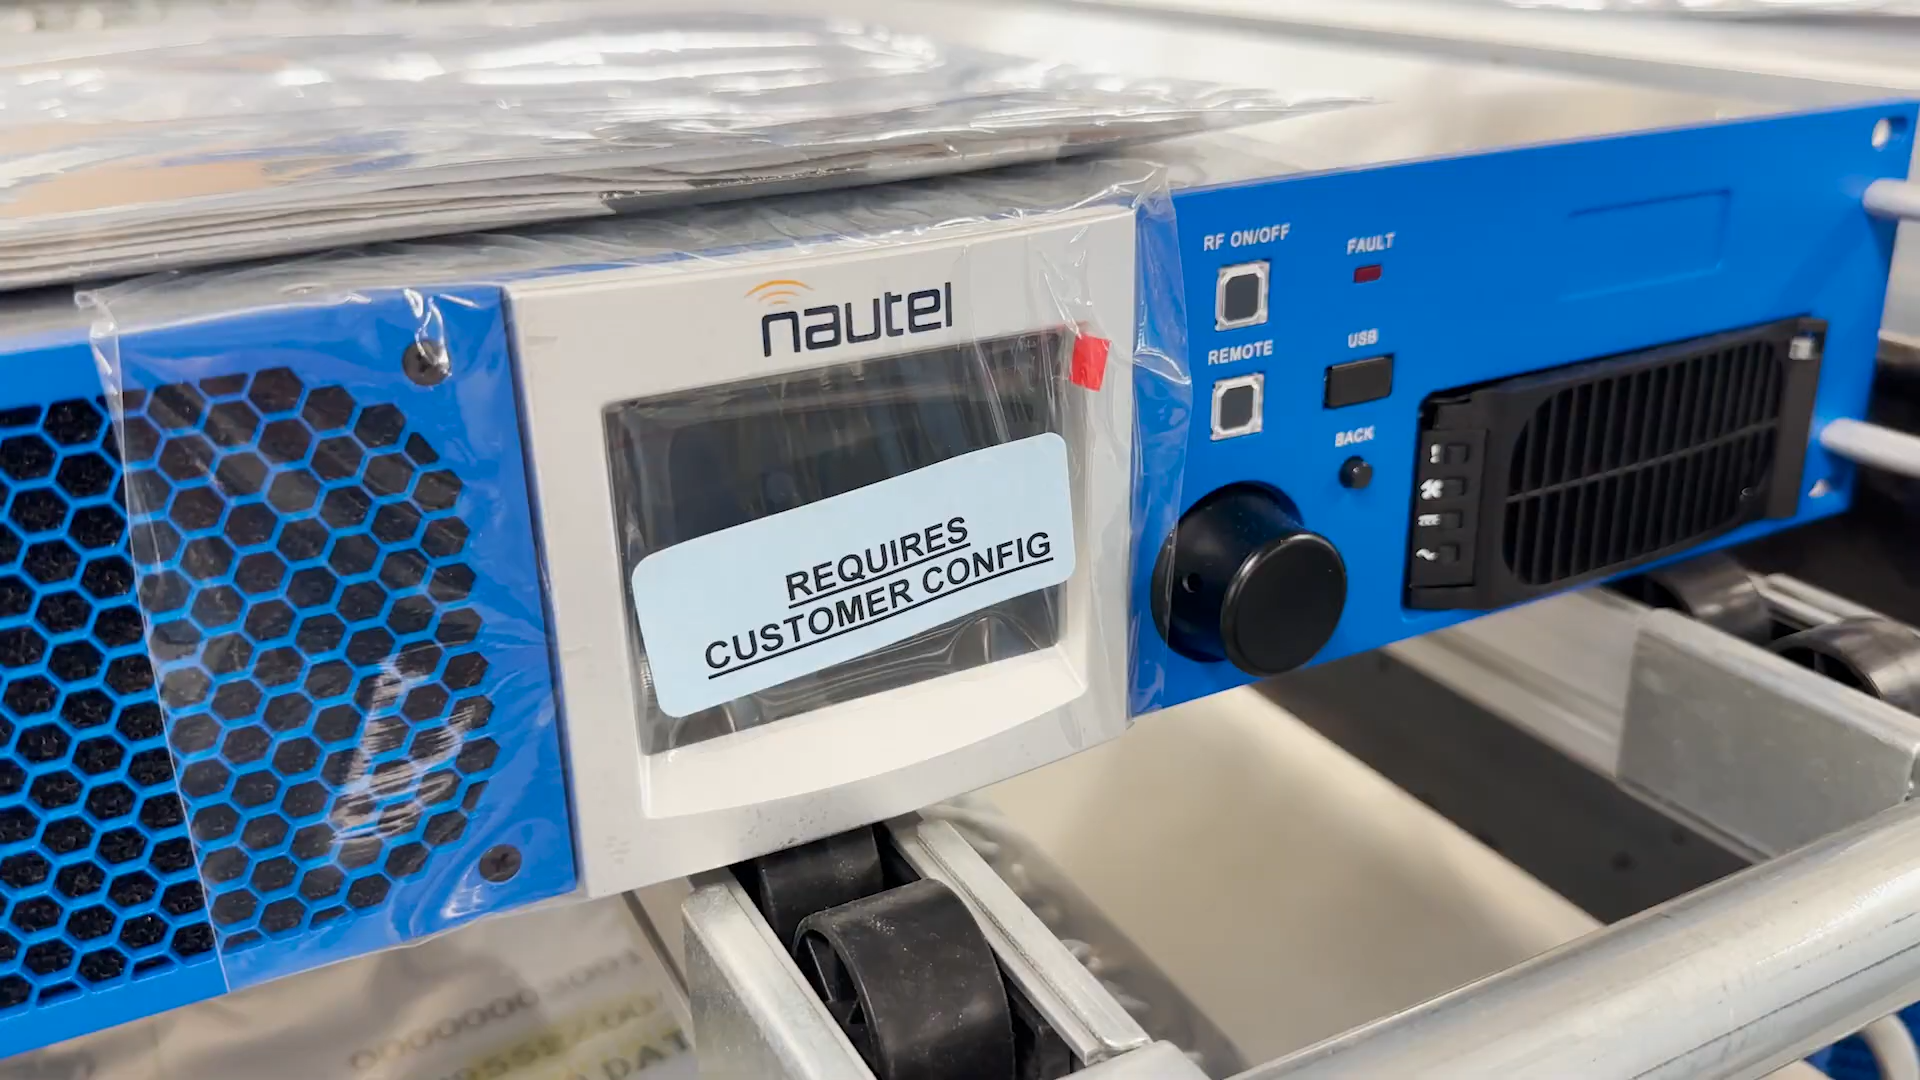 nautel
REQUIRES
CUSTOMER CONFIG
RF ON/OFF
FAULT
REMOTE
USB
BACK